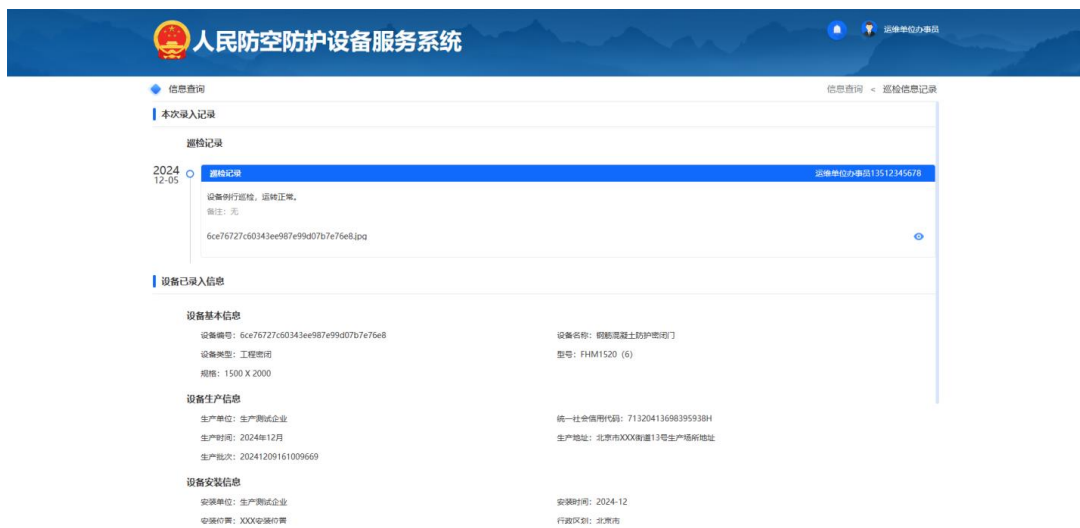 人民防空防护设备服务系统
运维单位办事员
信息查询
信息查询 < 巡检信息记录
本次录入记录
巡检记录
2024
12-05
巡检记录 运维单位办事员13512345678
设备例行巡检，运转正常。
备注：无
6ce76727c60343ee987e99d07b7e76e8.jpg
设备已录入信息
设备基本信息
设备编号：6ce76727c60343ee987e99d07b7e76e8 设备名称：钢筋混凝土防护密闭门
设备类型：工程密闭 型号：FHM1520（6）
规格：1500 X 2000
设备生产信息
生产单位：生产测试企业 统一社会信用代码：71320413698395938H
生产时间：2024年12月 生产地址：北京市XXX街道13号生产场所地址
生产批次：20241209161009669
设备安装信息
安装单位：生产测试企业 安装时间：2024-12
安装位置：XXX安装位置 行政区划：北京市